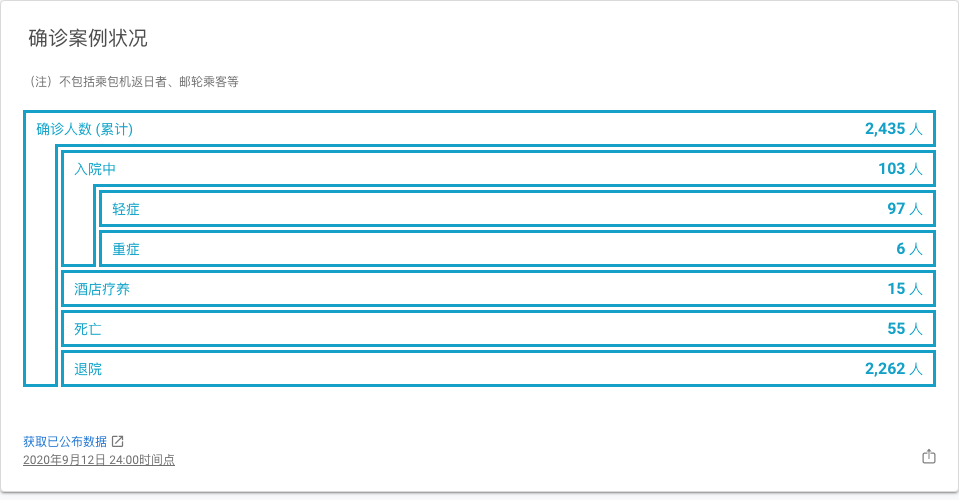 确诊案例状况
（注）不包括乘包机返日者、邮轮乘客等
确诊人数 (累计) 2,435 人
入院中 103 人
轻症 97 人
重症 6 人
酒店疗养 15 人
死亡 55 人
退院 2,262 人
获取已公布数据
2020年9月12日 24:00时间点